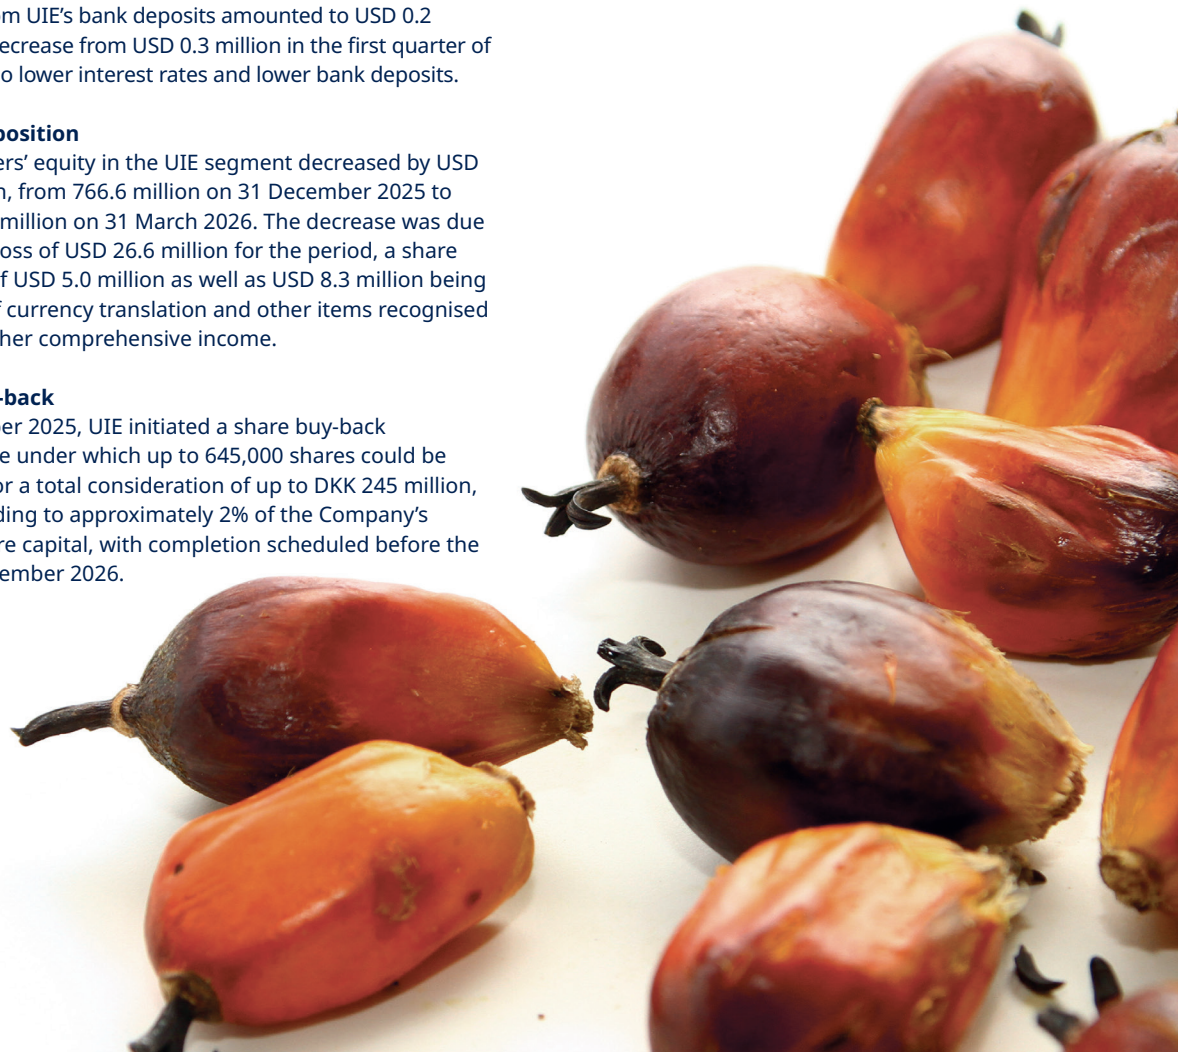 m UIE’s bank deposits amounted to USD 0.2
ecrease from USD 0.3 million in the first quarter of
o lower interest rates and lower bank deposits.
position
ers’ equity in the UIE segment decreased by USD
n, from 766.6 million on 31 December 2025 to
million on 31 March 2026. The decrease was due
oss of USD 26.6 million for the period, a share
f USD 5.0 million as well as USD 8.3 million being
f currency translation and other items recognised
her comprehensive income.
-back
er 2025, UIE initiated a share buy-back
e under which up to 645,000 shares could be
or a total consideration of up to DKK 245 million,
ding to approximately 2% of the Company’s
re capital, with completion scheduled before the
ember 2026.